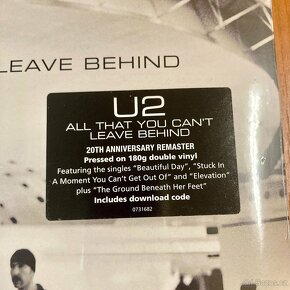 LEAVE BEHIND
U2
ALL THAT YOU CAN'T
LEAVE BEHIND
20TH ANNIVERSARY REMASTER
Pressed on 180g double vinyl
Featuring the singles "Beautiful Day", "Stuck In
A Moment You Can't Get Out Of" and "Elevation"
plus "The Ground Beneath Her Feet"
Includes download code
0731682